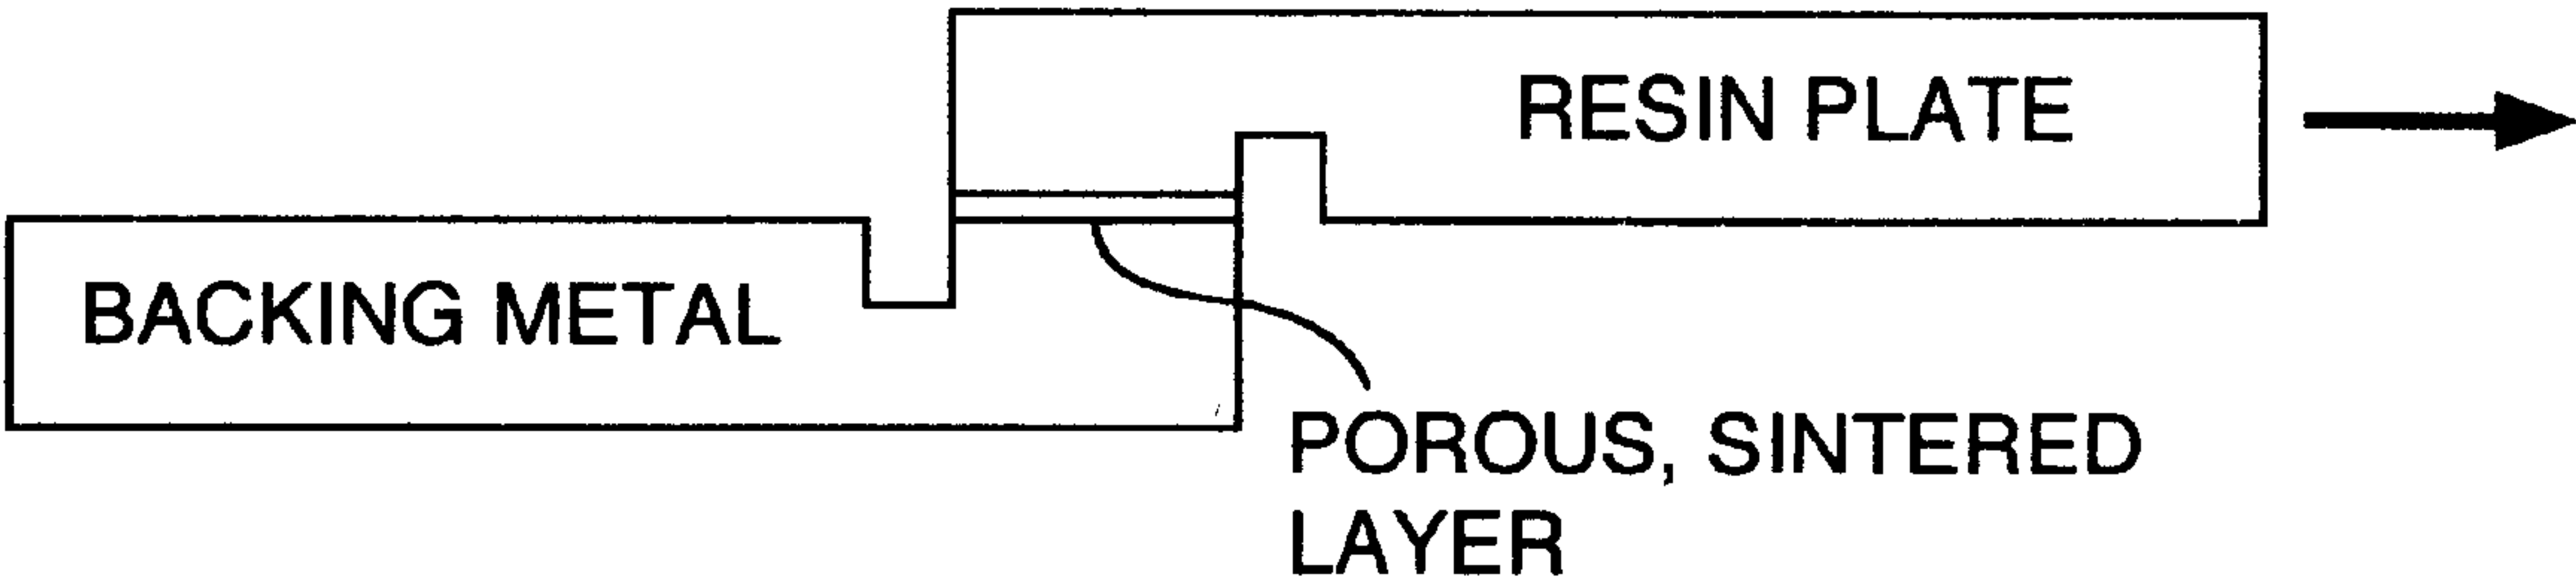 RESIN PLATE
BACKING METAL
POROUS, SINTERED
LAYER